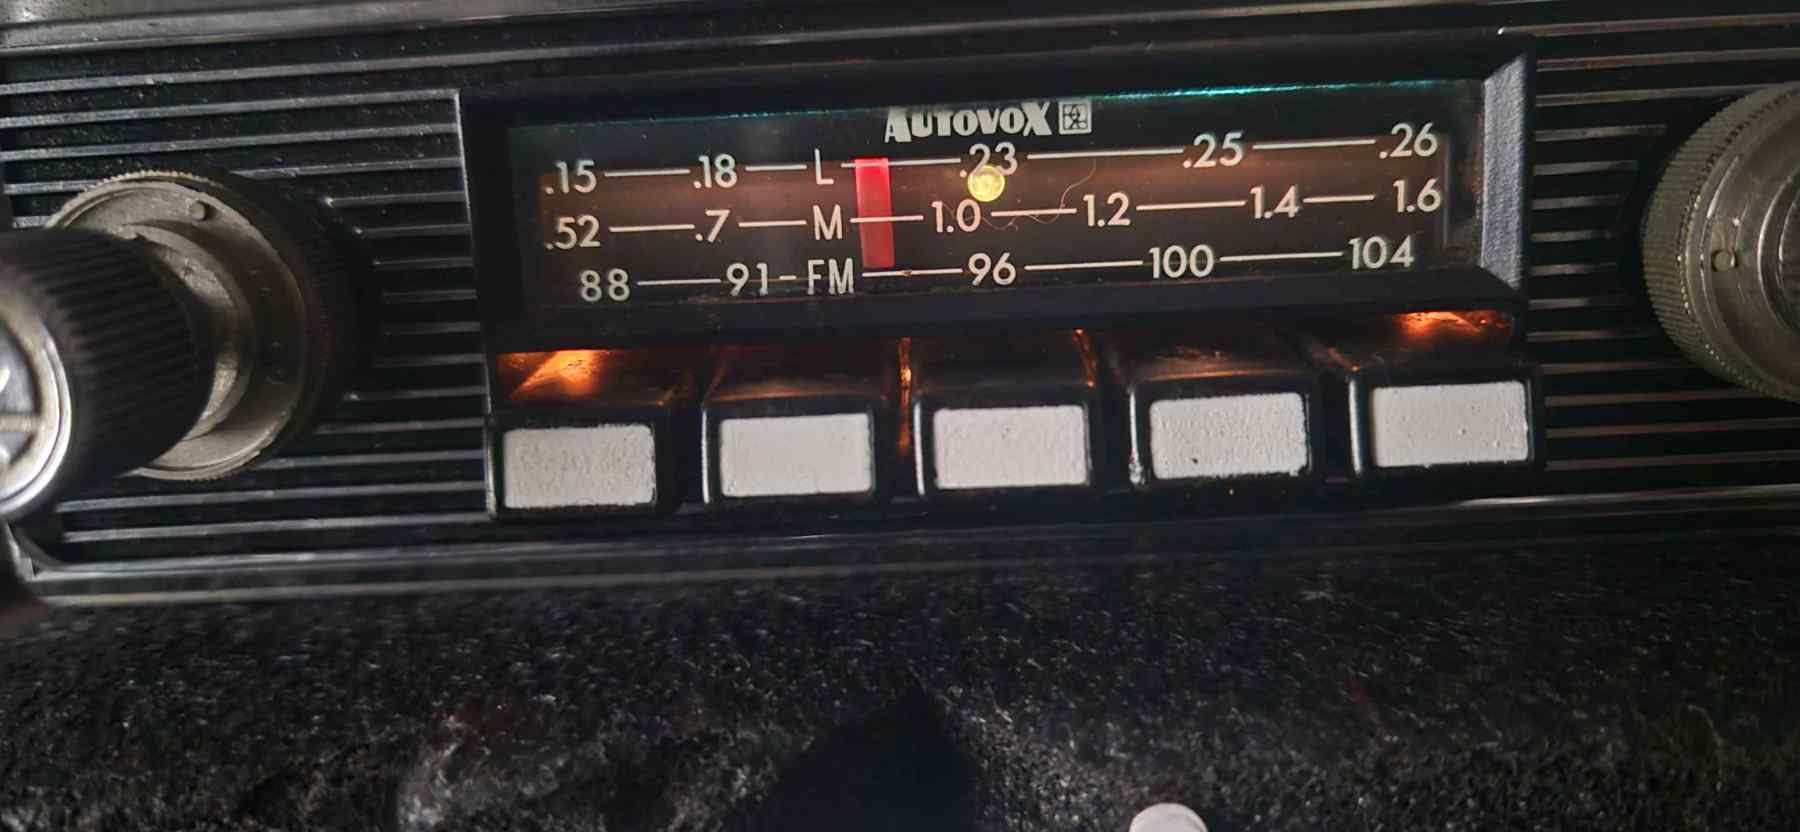 AUTOVOX
.15 .18 L .23 .25 .26
.52 .7 M 1.0 1.2 1.4 1.6
88 91 FM 96 100 104